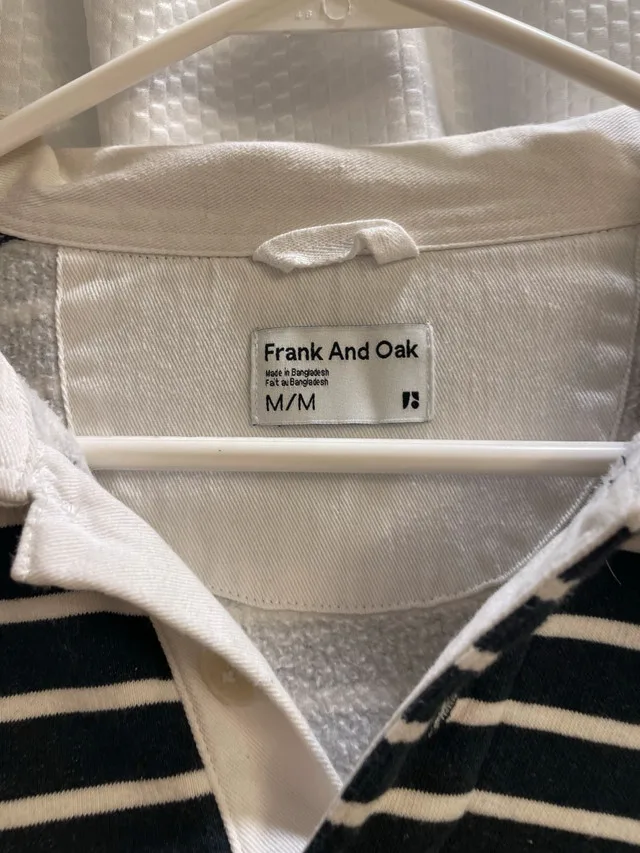 Frank And Oak
Made in Bangladesh
Fait au Bangladesh
M/M